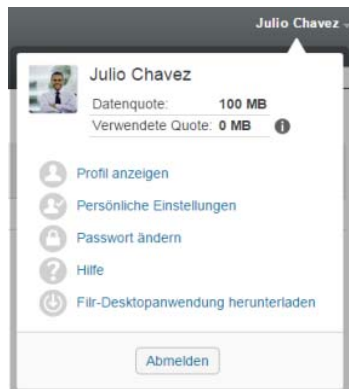 Julio Chavez
Julio Chavez
Datenquote: 100 MB
Verwendete Quote: 0 MB
Profil anzeigen
Persönliche Einstellungen
Passwort ändern
Hilfe
Filr-Desktopanwendung herunterladen
Abmelden